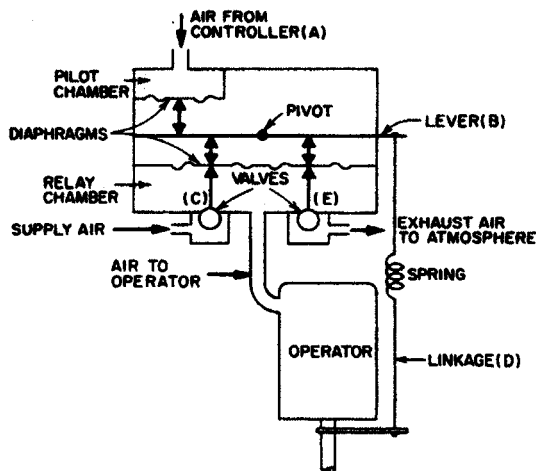 AIR FROM
CONTROLLER(A)
PILOT
CHAMBER
PIVOT
LEVER(B)
DIAPHRAGMS
RELAY
CHAMBER
VALVES
(C)
(E)
SUPPLY AIR
EXHAUST AIR
TO ATMOSPHERE
AIR TO
OPERATOR
SPRING
OPERATOR
LINKAGE(D)